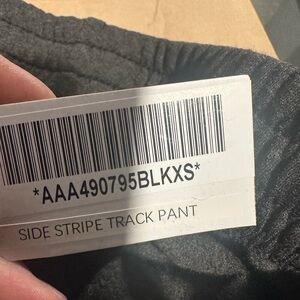 *AAA490795BLKXS*
SIDE STRIPE TRACK PANT